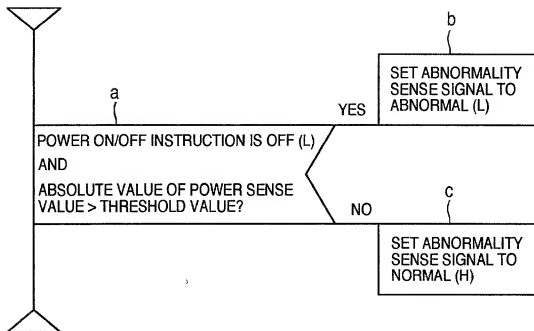 b
SET ABNORMALITY
SENSE SIGNAL TO
ABNORMAL (L)
a
YES
POWER ON/OFF INSTRUCTION IS OFF (L)
AND
ABSOLUTE VALUE OF POWER SENSE
VALUE > THRESHOLD VALUE?
NO
c
SET ABNORMALITY
SENSE SIGNAL TO
NORMAL (H)